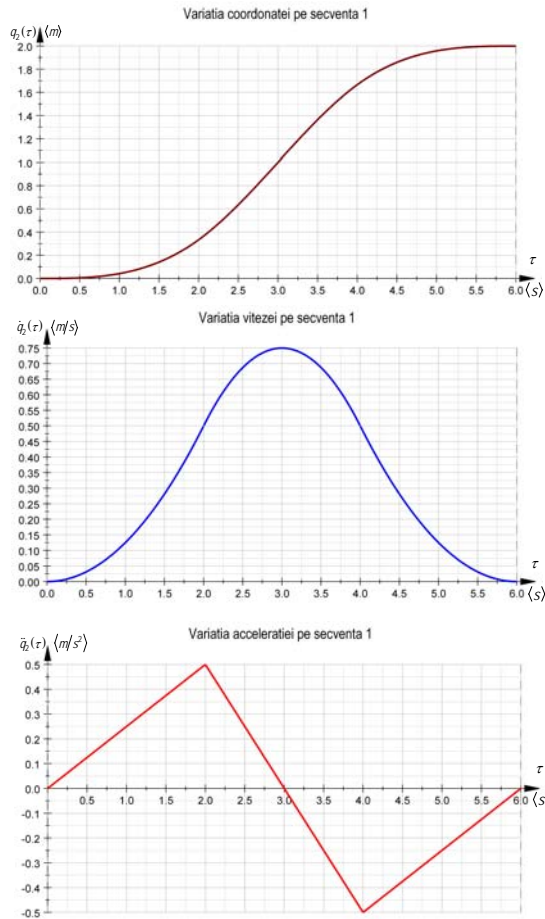 Variatia coordonatei pe secventa 1
q₂(τ) ⟨m⟩
2.0
1.8
1.6
1.4
1.2
1.0
0.8
0.6
0.4
0.2
0.0
0.0 0.5 1.0 1.5 2.0 2.5 3.0 3.5 4.0 4.5 5.0 5.5 6.0
τ
⟨s⟩
Variatia vitezei pe secventa 1
q̇₂(τ) ⟨m/s⟩
0.75
0.70
0.65
0.60
0.55
0.50
0.45
0.40
0.35
0.30
0.25
0.20
0.15
0.10
0.05
0.00
0.0 0.5 1.0 1.5 2.0 2.5 3.0 3.5 4.0 4.5 5.0 5.5 6.0
τ
⟨s⟩
Variatia acceleratiei pe secventa 1
q̈₂(τ) ⟨m/s²⟩
0.5
0.4
0.3
0.2
0.1
0.0
-0.1
-0.2
-0.3
-0.4
-0.5
0.5 1.0 1.5 2.0 2.5 3.0 3.5 4.0 4.5 5.0 5.5 6.0
τ
⟨s